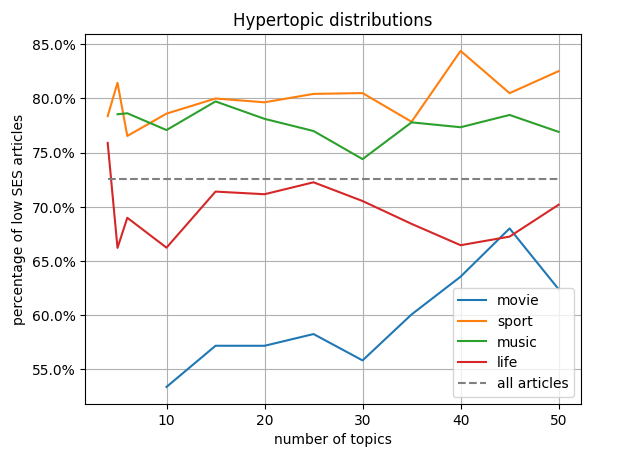 Hypertopic distributions
85.0%
80.0%
75.0%
70.0%
65.0%
60.0%
55.0%
percentage of low SES articles
movie
sport
music
life
all articles
10 20 30 40 50
number of topics